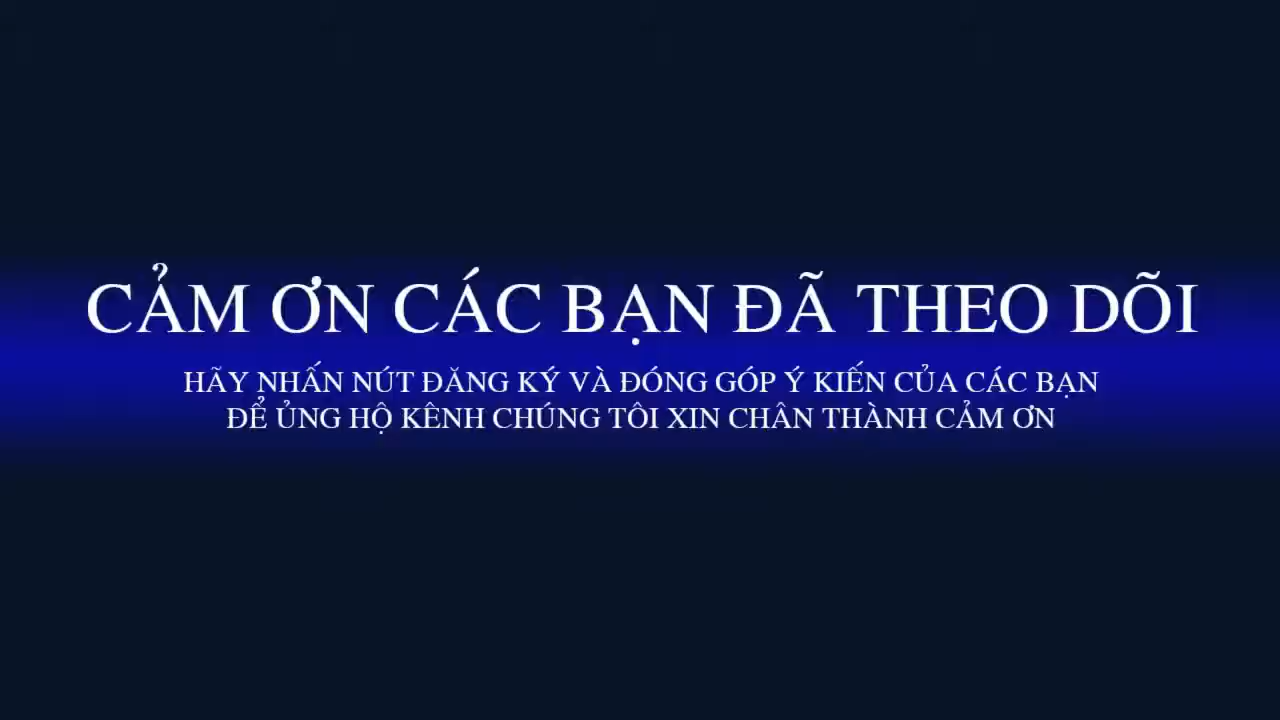 CẢM ƠN CÁC BẠN ĐÃ THEO DÕI
HÃY NHẤN NÚT ĐĂNG KÝ VÀ ĐÓNG GÓP Ý KIẾN CỦA CÁC BẠN
ĐỂ ỦNG HỘ KÊNH CHÚNG TÔI XIN CHÂN THÀNH CẢM ƠN